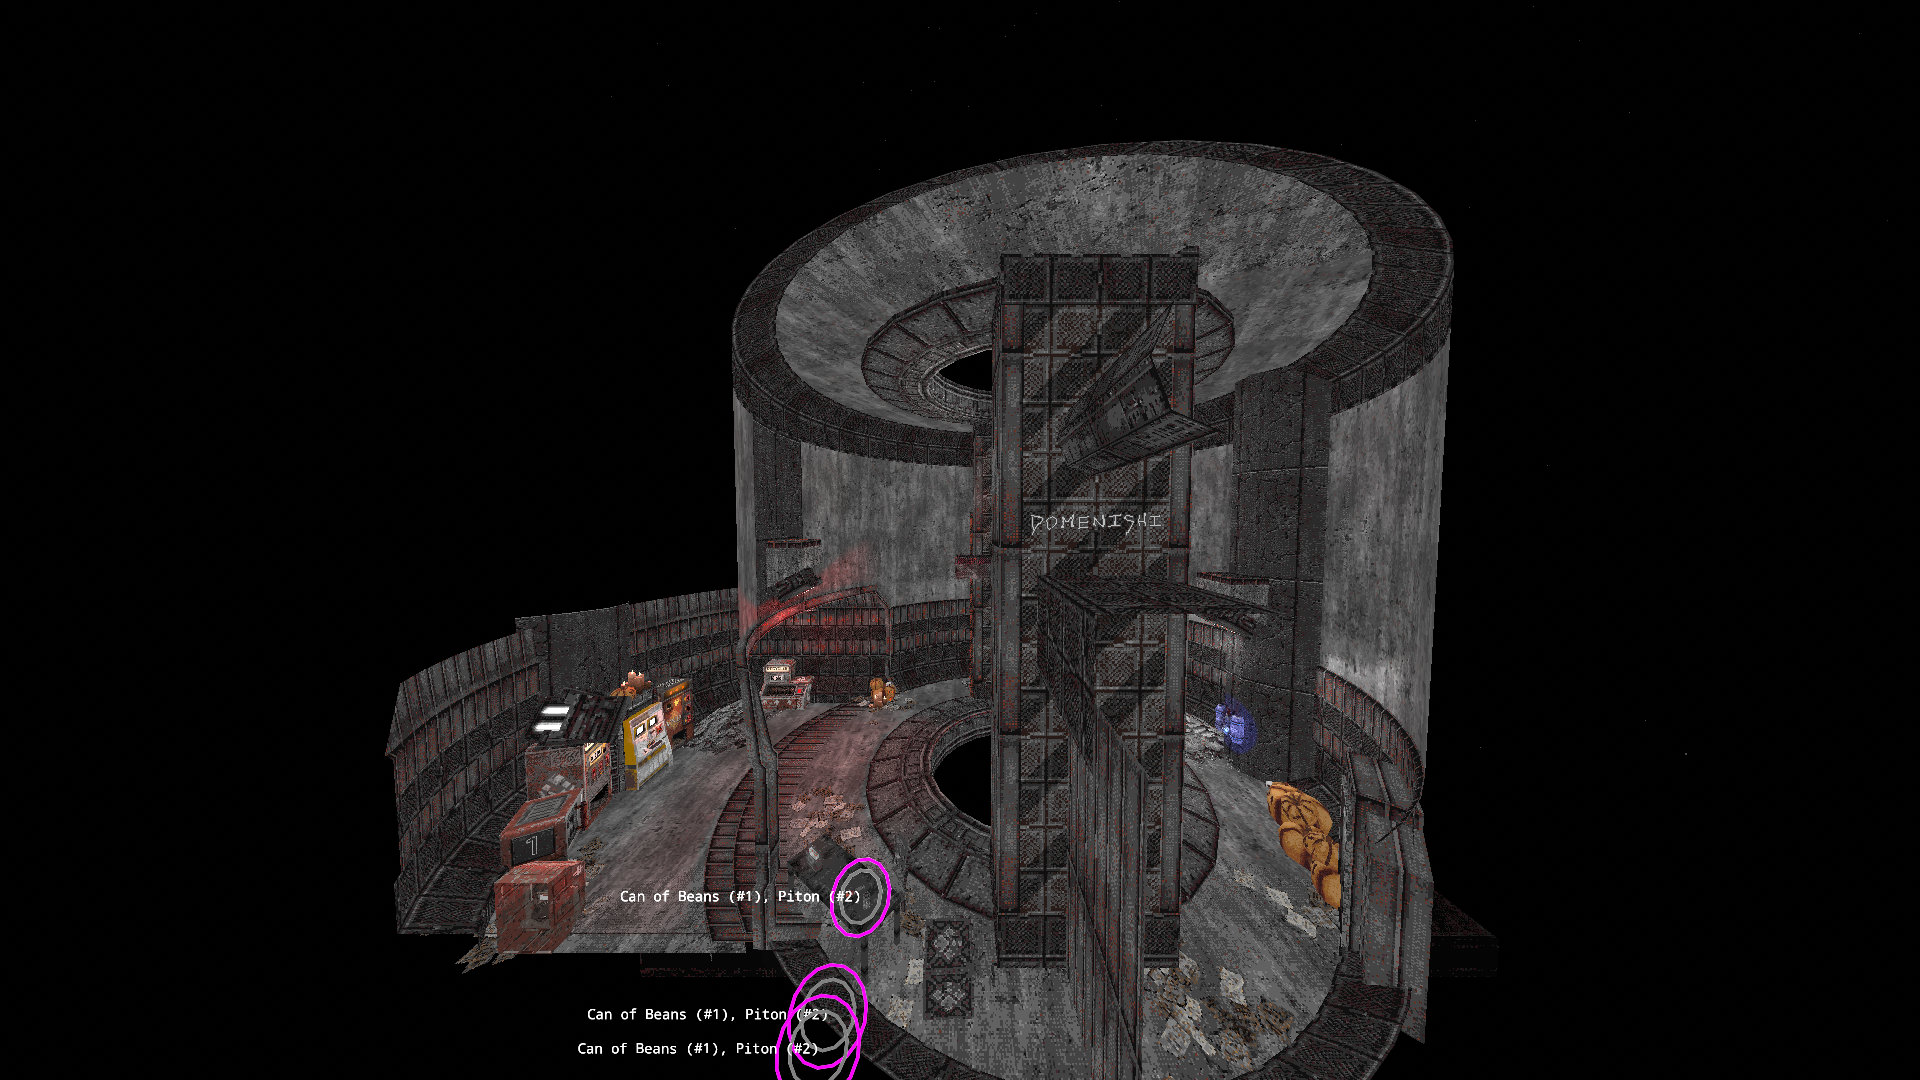 DOMENISHI
Can of Beans (#1), Piton (#2)
Can of Beans (#1), Piton (#2)
Can of Beans (#1), Piton (#2)